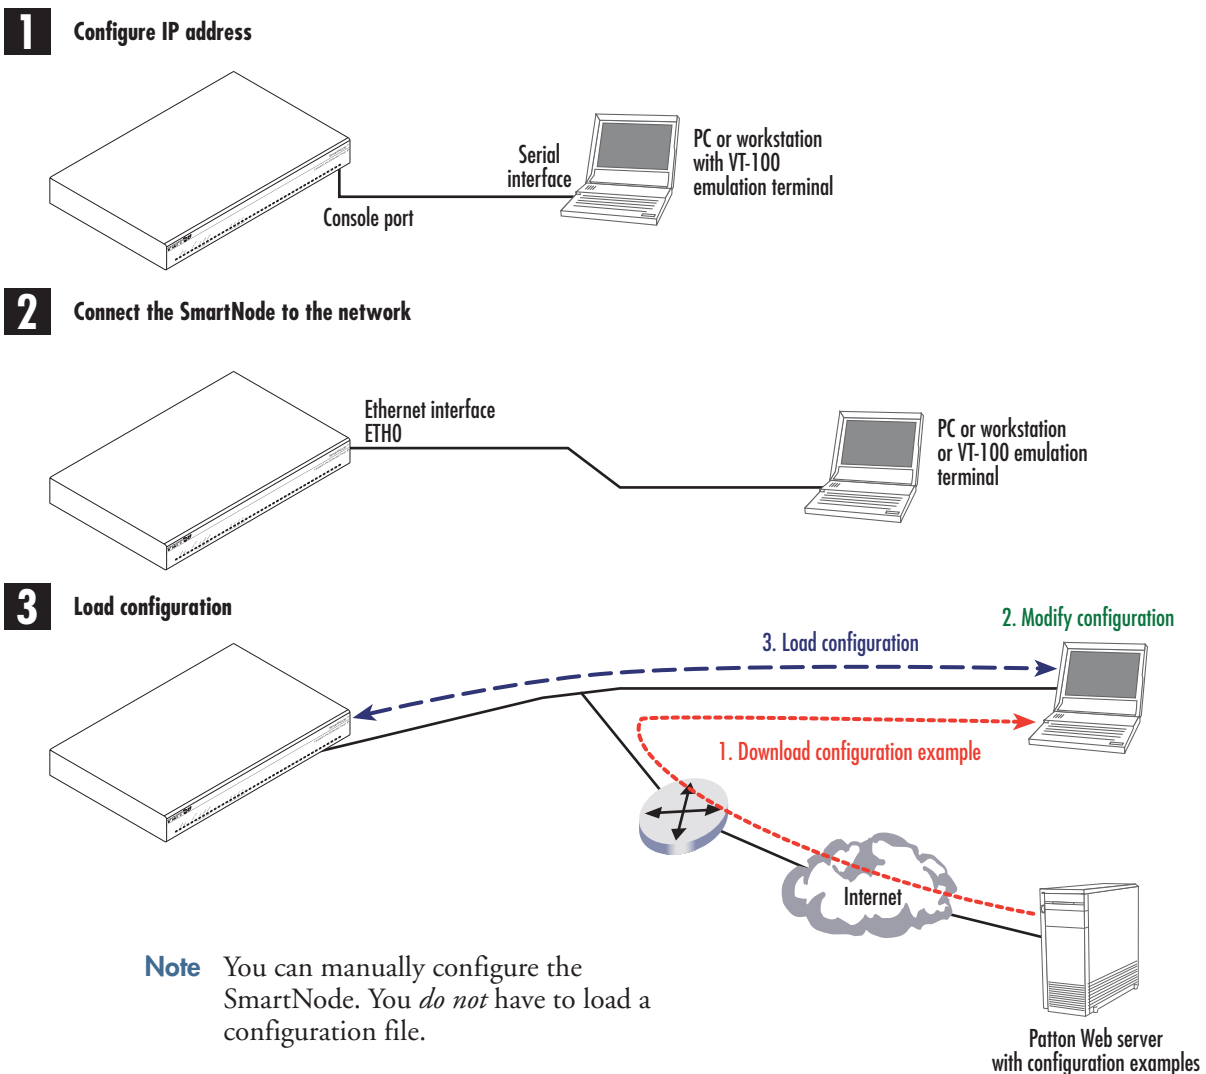 1 Configure IP address
Serial
interface
PC or workstation
with VT-100
emulation terminal
Console port
2 Connect the SmartNode to the network
Ethernet interface
ETH0
PC or workstation
or VT-100 emulation
terminal
3 Load configuration
2. Modify configuration
3. Load configuration
1. Download configuration example
Internet
Note You can manually configure the
SmartNode. You do not have to load a
configuration file.
Patton Web server
with configuration examples